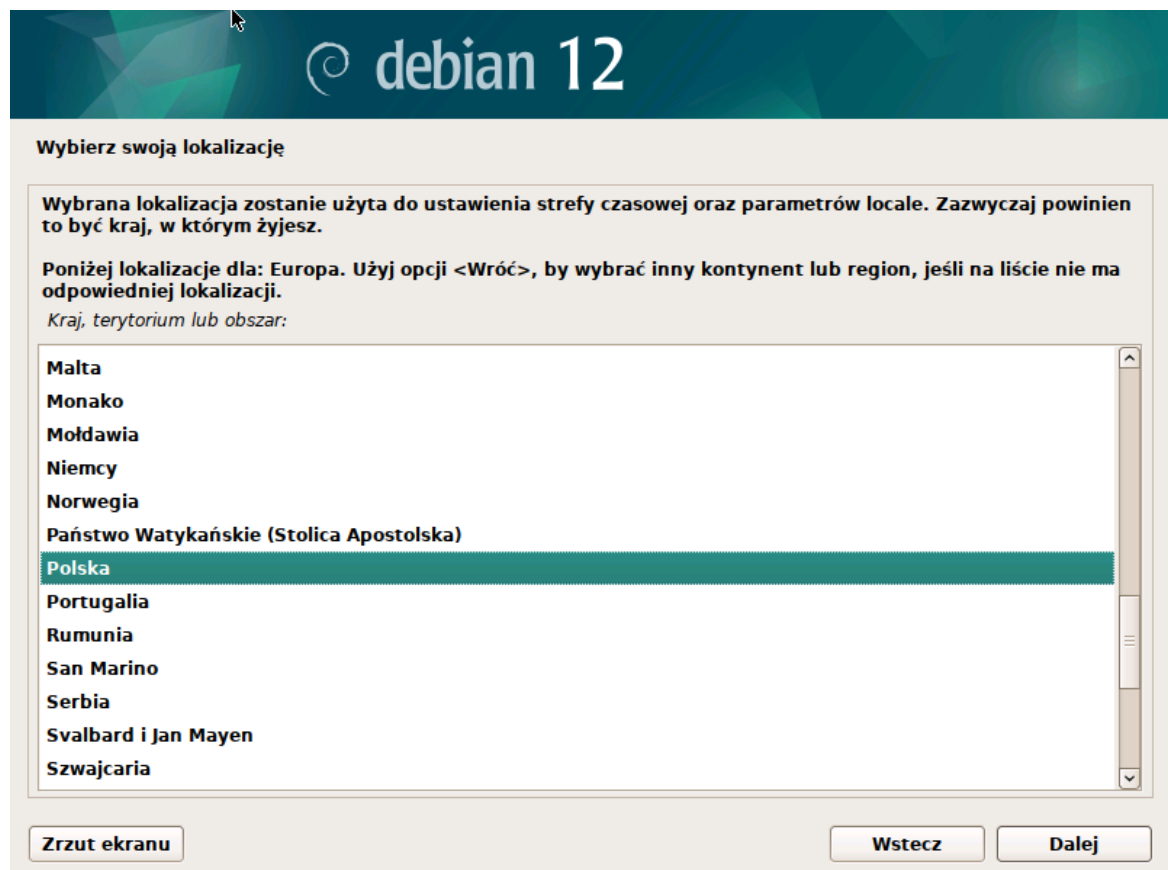 debian 12
Wybierz swoją lokalizację
Wybrana lokalizacja zostanie użyta do ustawienia strefy czasowej oraz parametrów locale. Zazwyczaj powinien
to być kraj, w którym żyjesz.
Poniżej lokalizacje dla: Europa. Użyj opcji <Wróć>, by wybrać inny kontynent lub region, jeśli na liście nie ma
odpowiedniej lokalizacji.
Kraj, terytorium lub obszar:
Malta
Monako
Mołdawia
Niemcy
Norwegia
Państwo Watykańskie (Stolica Apostolska)
Polska
Portugalia
Rumunia
San Marino
Serbia
Svalbard i Jan Mayen
Szwajcaria
Zrzut ekranu
Wstecz
Dalej